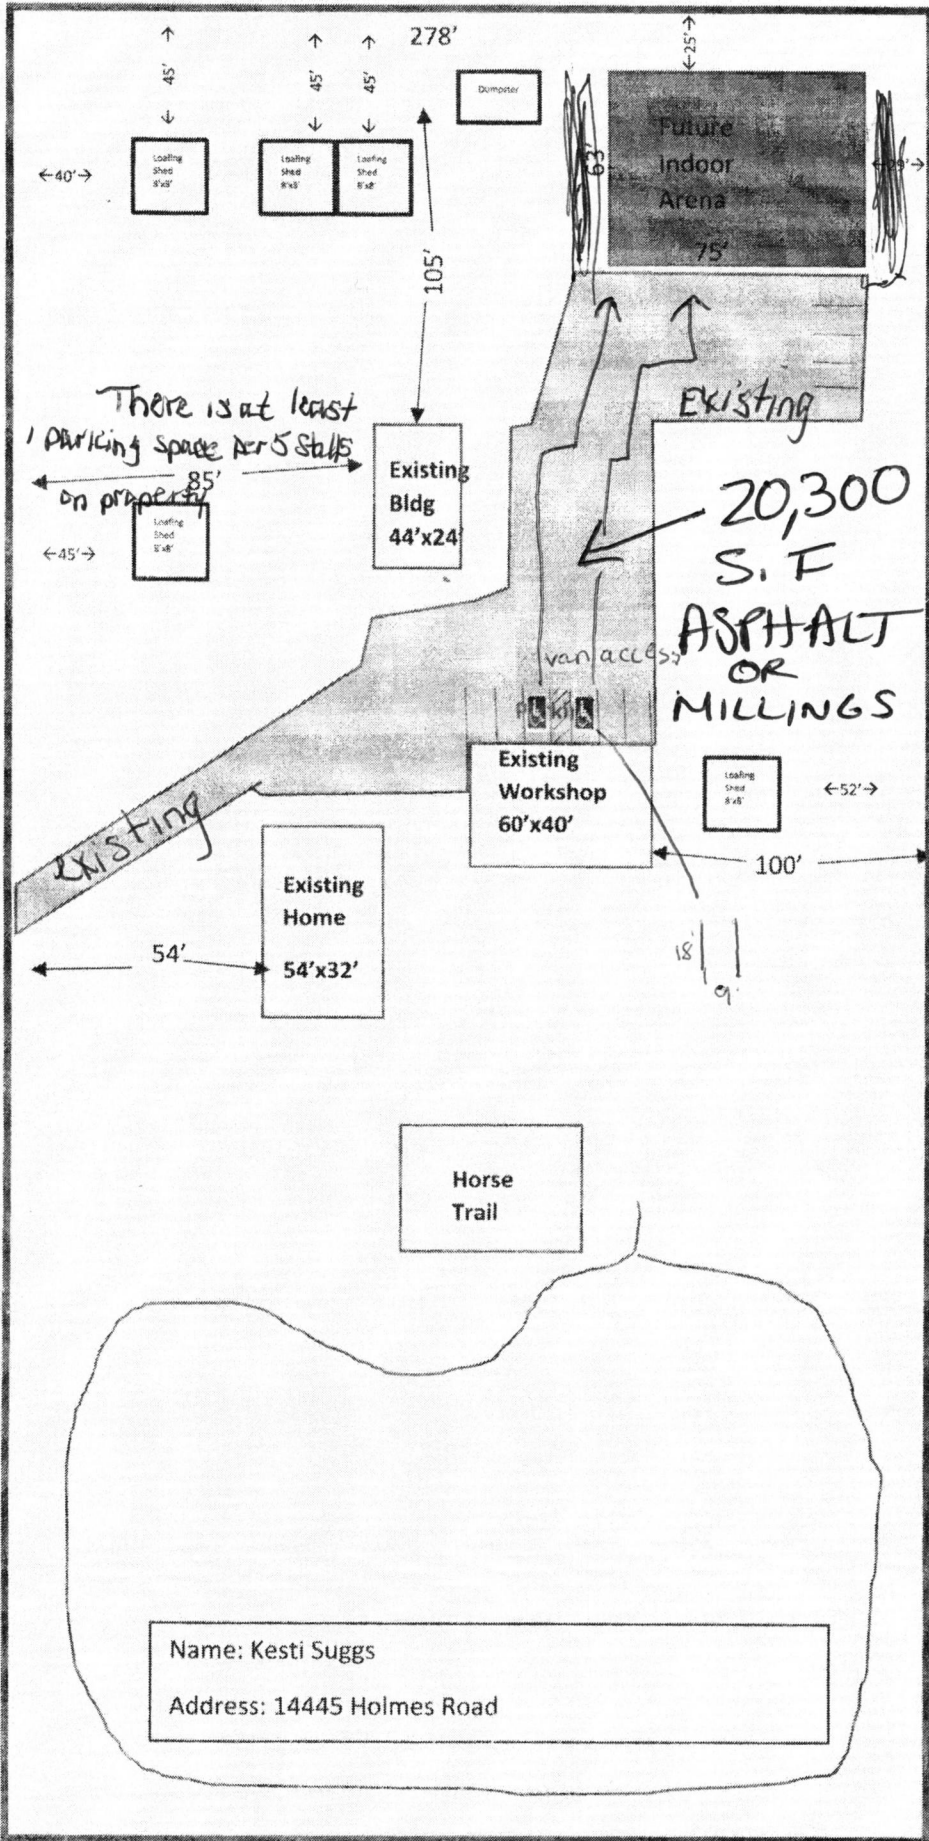 278'
←25'→
←45'→
←45'→
←45'→
Dumpster
Loafing
Shed
8'x8'
Loafing
Shed
8'x8'
Loafing
Shed
8'x8'
←40'→
63'
Future
Indoor
Arena
75'
105'
There is at least
1 parking space per 5 stalls
on property
85'
Existing
Existing
Bldg
44'x24'
Loafing
Shed
8'x8'
←45'→
20,300
S.F
ASPHALT
OR
MILLINGS
van access
Existing
Workshop
60'x40'
Loafing
Shed
8'x8'
←52'→
100'
existing
Existing
Home
54'x32'
54'
18'
9'
Horse
Trail
Name: Kesti Suggs
Address: 14445 Holmes Road